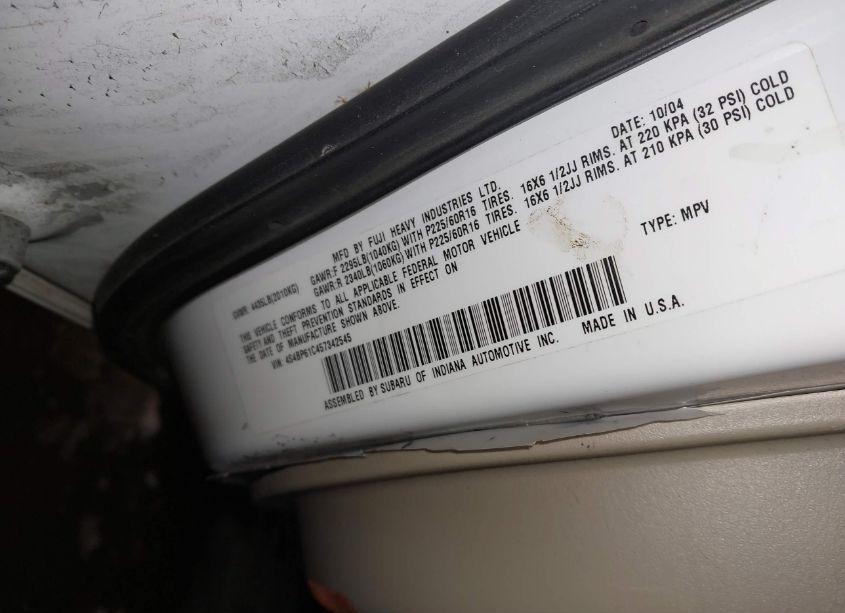 MFD BY FUJI HEAVY INDUSTRIES LTD. DATE: 10/04
GVWR: 4435LB(2010KG) GAWR:F 2295LB(1040KG) WITH P225/60R16 TIRES. 16X6 1/2JJ RIMS. AT 220 KPA (32 PSI) COLD
GAWR:R 2340LB(1060KG) WITH P225/60R16 TIRES. 16X6 1/2JJ RIMS. AT 210 KPA (30 PSI) COLD
THIS VEHICLE CONFORMS TO ALL APPLICABLE FEDERAL MOTOR VEHICLE
SAFETY AND THEFT PREVENTION STANDARDS IN EFFECT ON
THE DATE OF MANUFACTURE SHOWN ABOVE.
VIN: 4S4BP61C457342545 TYPE: MPV
ASSEMBLED BY SUBARU OF INDIANA AUTOMOTIVE INC. MADE IN U.S.A.